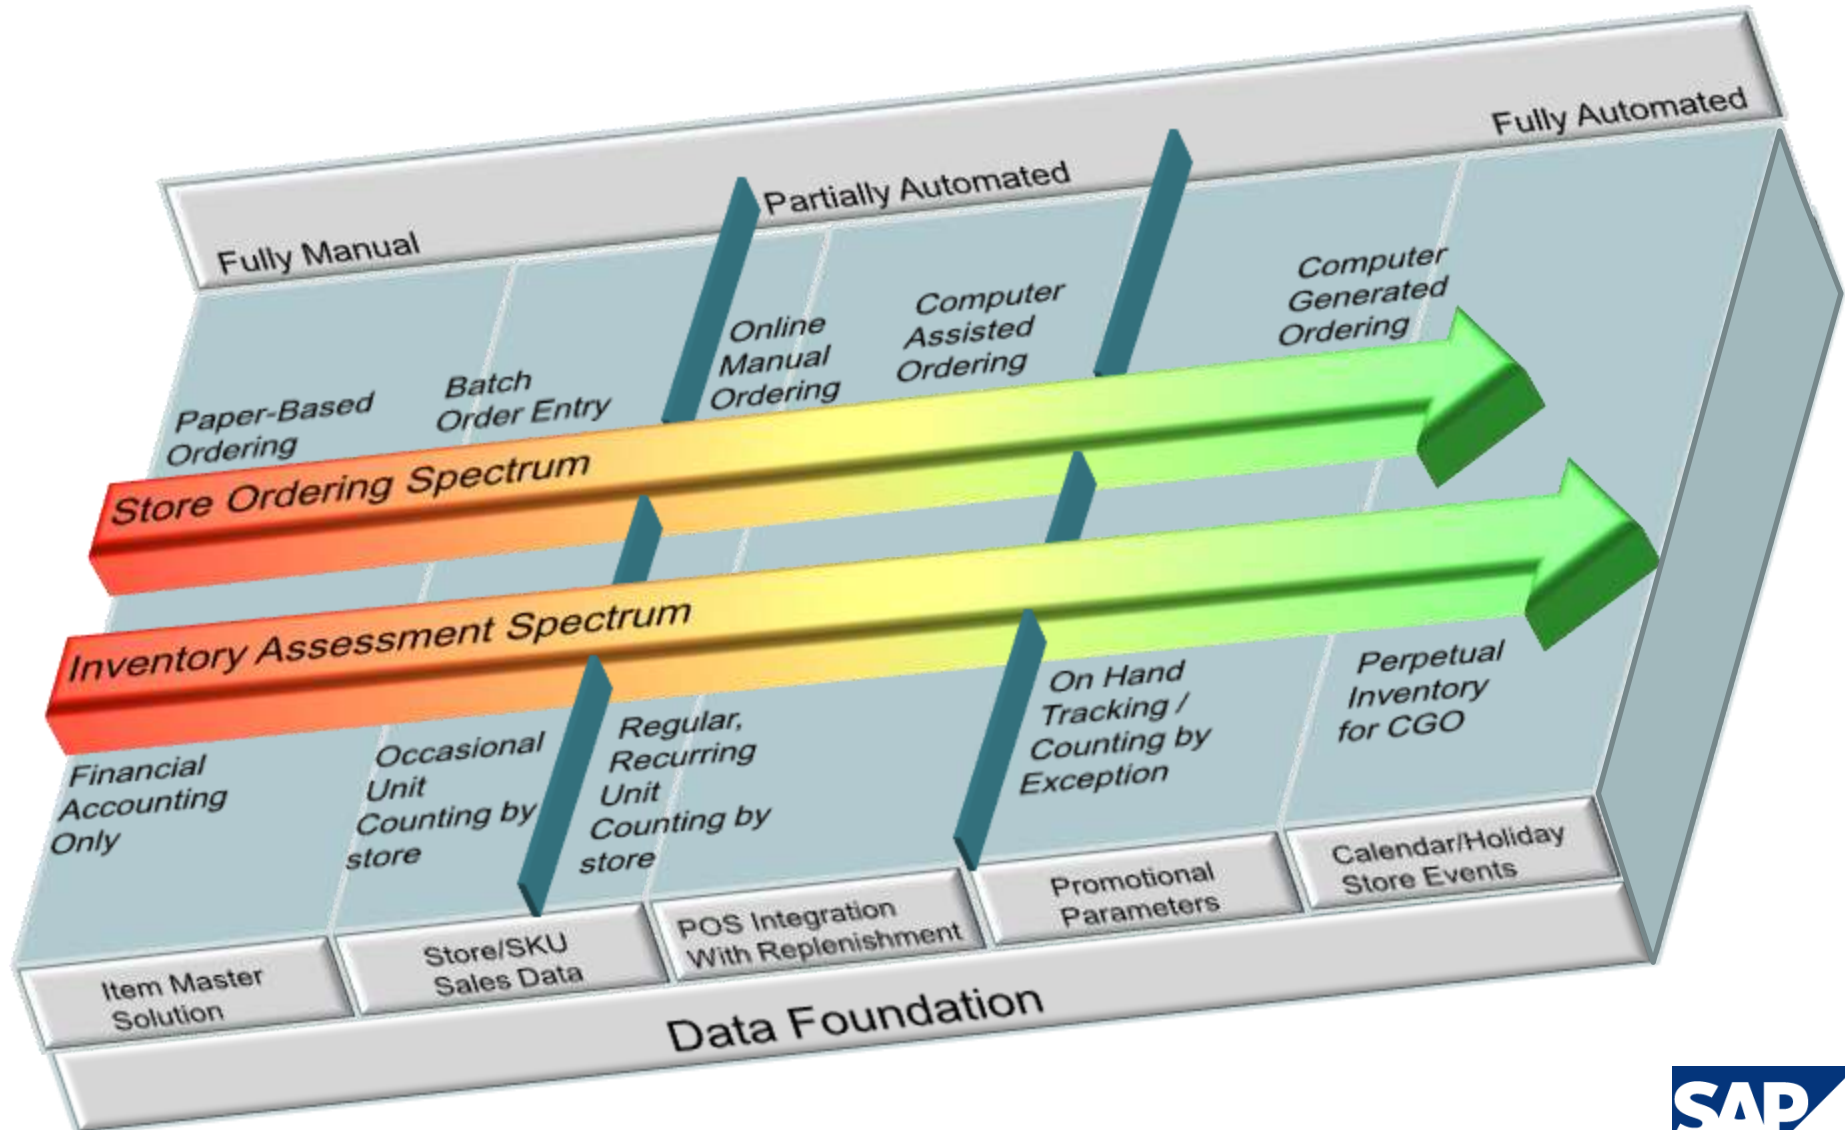 Fully Manual
Partially Automated
Fully Automated
Paper-Based
Ordering
Batch
Order Entry
Online
Manual
Ordering
Computer
Assisted
Ordering
Computer
Generated
Ordering
Store Ordering Spectrum
Inventory Assessment Spectrum
Financial
Accounting
Only
Occasional
Unit
Counting by
store
Regular,
Recurring
Unit
Counting by
store
On Hand
Tracking /
Counting by
Exception
Perpetual
Inventory
for CGO
Item Master
Solution
Store/SKU
Sales Data
POS Integration
With Replenishment
Promotional
Parameters
Calendar/Holiday
Store Events
Data Foundation
SAP